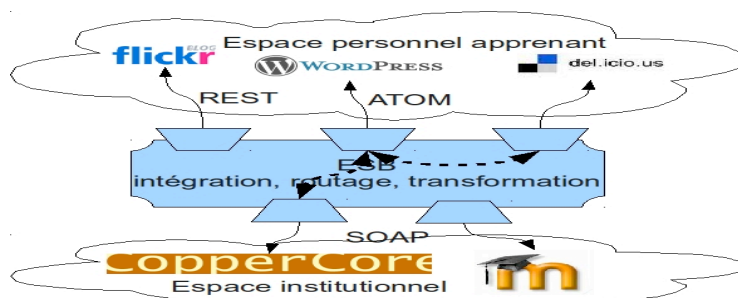 flickr BLOG
Espace personnel apprenant
WORDPRESS
del.icio.us
REST
ATOM
ESB
intégration, routage, transformation
SOAP
CopperCore
m
Espace institutionnel